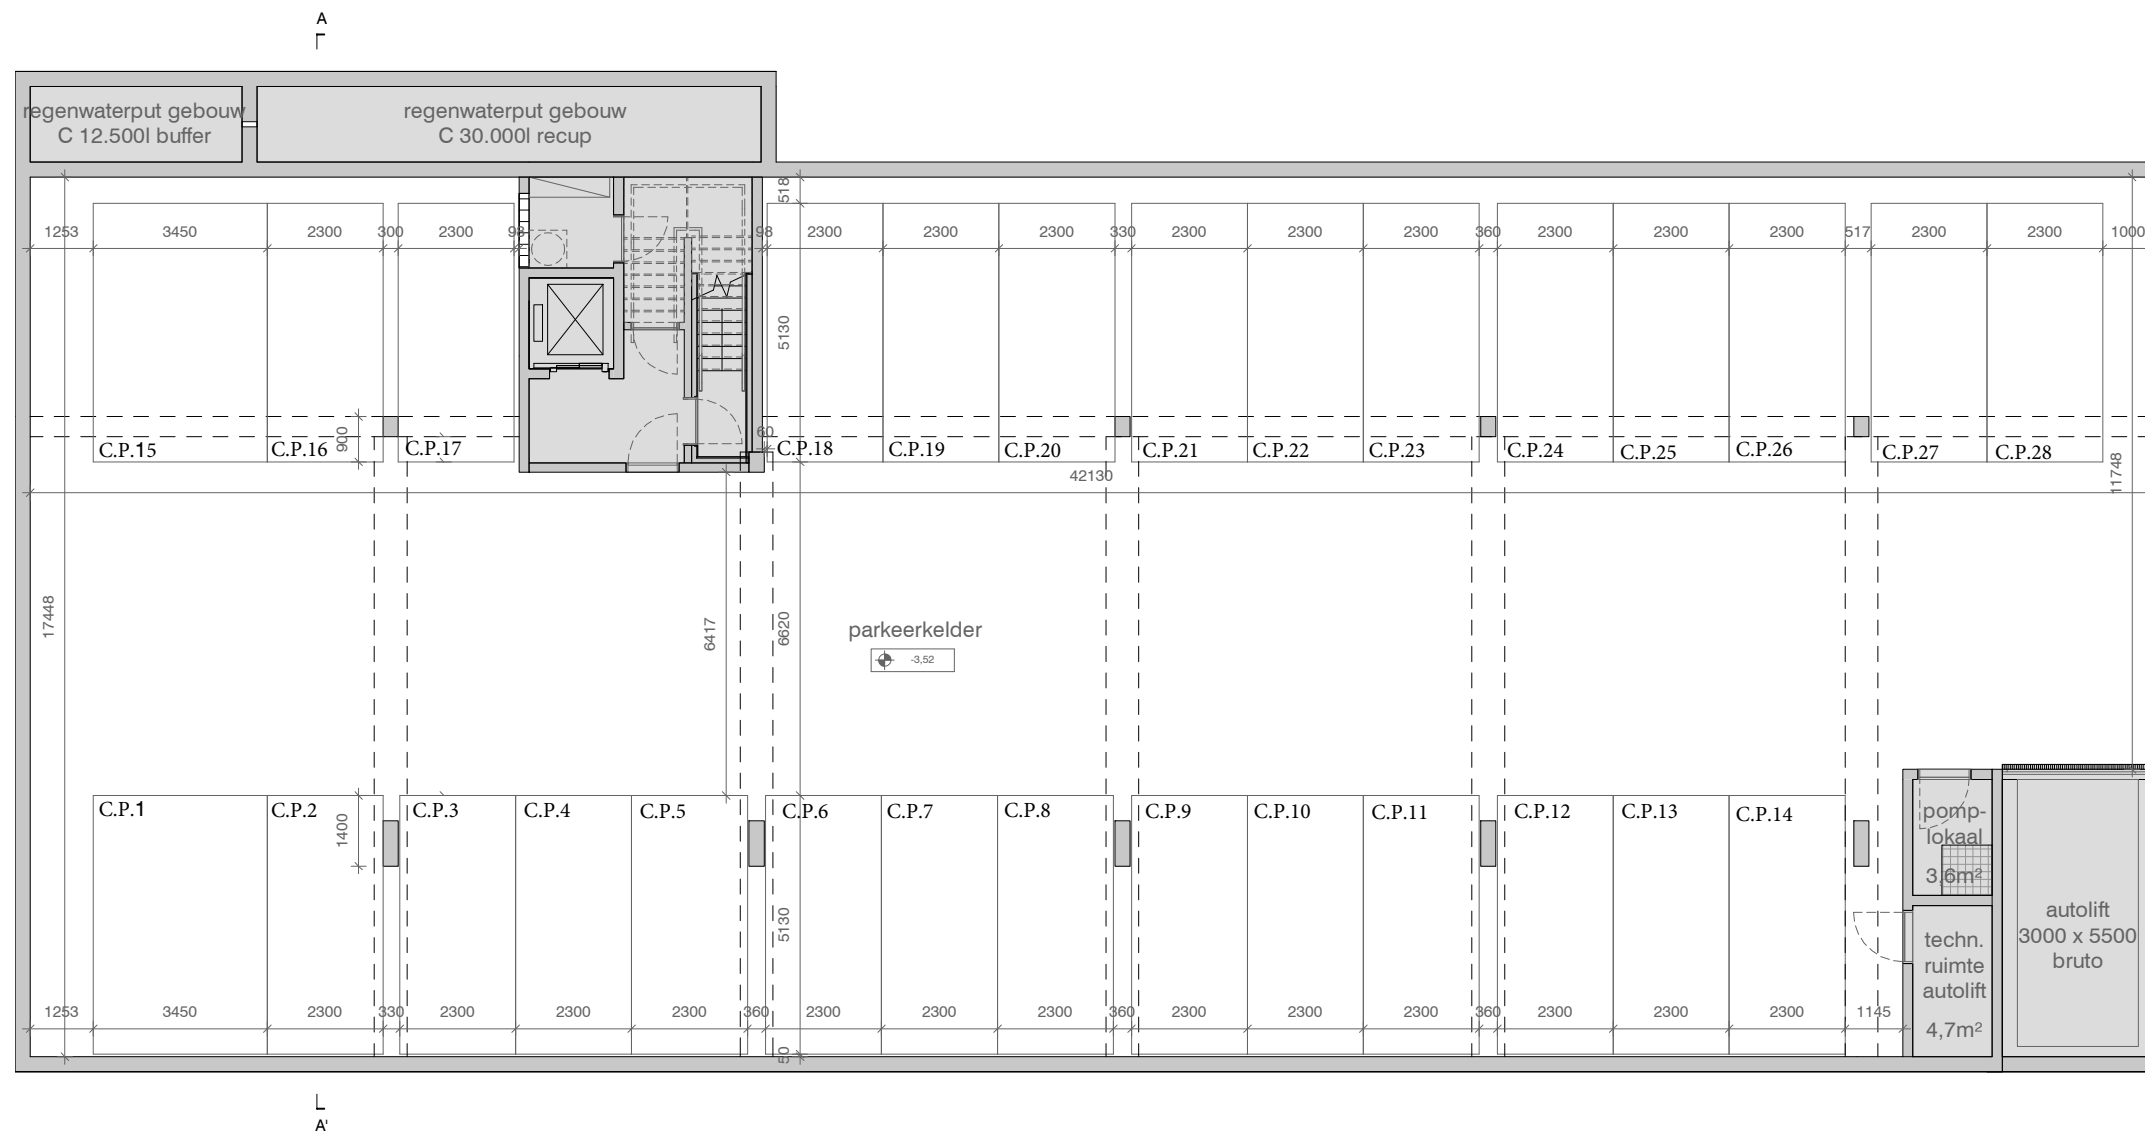 A
regenwaterput gebouw
C 12.500l buffer
regenwaterput gebouw
C 30.000l recup
518
1253 3450 2300 300 2300 98 98 2300 2300 2300 330 2300 2300 2300 360 2300 2300 2300 517 2300 2300 1000
5130
900
60
C.P.15 C.P.16 C.P.17 C.P.18 C.P.19 C.P.20 C.P.21 C.P.22 C.P.23 C.P.24 C.P.25 C.P.26 C.P.27 C.P.28
42130
11748
17448
6417
6620
parkeerkelder
-3,52
C.P.1 C.P.2 C.P.3 C.P.4 C.P.5 C.P.6 C.P.7 C.P.8 C.P.9 C.P.10 C.P.11 C.P.12 C.P.13 C.P.14
1400
pomp-
lokaal
3,6m²
5130
autolift
3000 x 5500
bruto
techn.
ruimte
autolift
4,7m²
1253 3450 2300 330 2300 2300 2300 360 2300 2300 2300 360 2300 2300 2300 360 2300 2300 2300 1145
50
A'